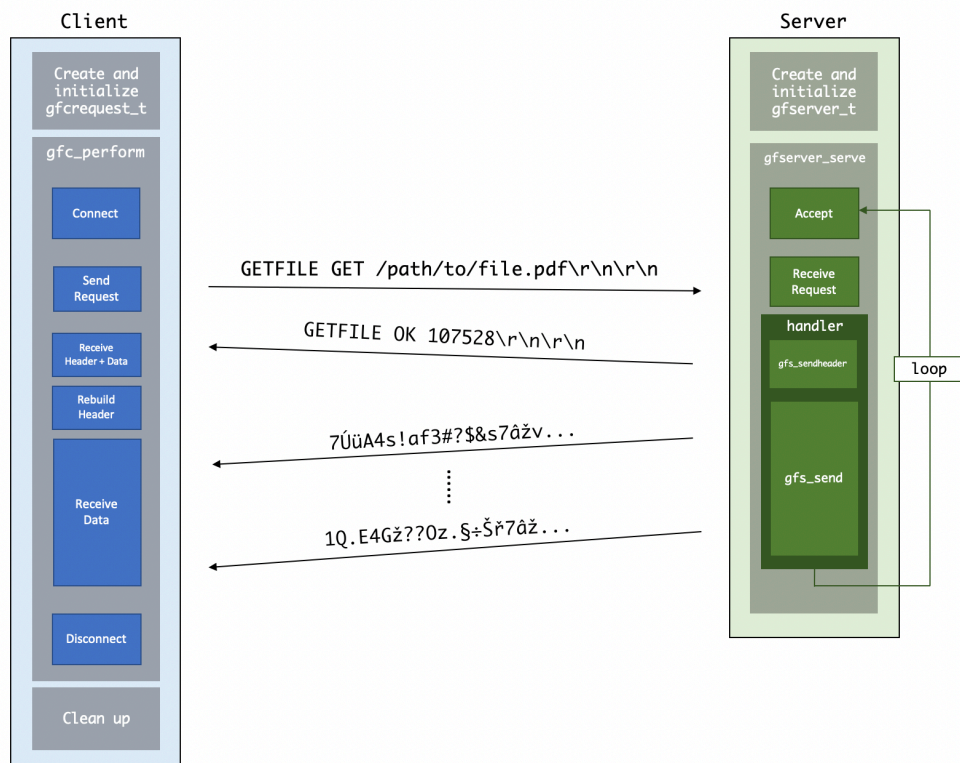 Client
Create and
initialize
gfcrequest_t
gfc_perform
Connect
Send
Request
Receive
Header + Data
Rebuild
Header
Receive
Data
Disconnect
Clean up
GETFILE GET /path/to/file.pdf\r\n\r\n
GETFILE OK 107528\r\n\r\n
7ÚüA4s!af3#?$&s7âžv...
1Q.E4Gž??Oz.§÷Šř7âž...
Server
Create and
initialize
gfserver_t
gfserver_serve
Accept
Receive
Request
handler
gfs_sendheader
gfs_send
loop